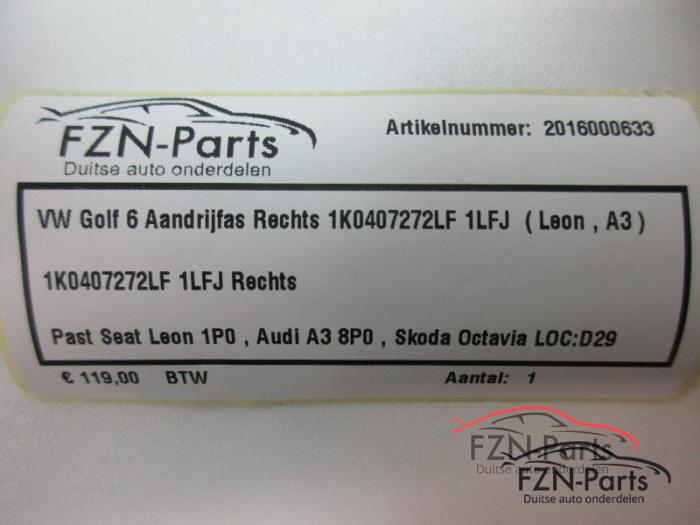 FZN-Parts
Duitse auto onderdelen
Artikelnummer: 2016000633
VW Golf 6 Aandrijfas Rechts 1K0407272LF 1LFJ ( Leon , A3 )
1K0407272LF 1LFJ Rechts
Past Seat Leon 1P0 , Audi A3 8P0 , Skoda Octavia LOC:D29
€ 119,00 BTW
Aantal: 1
FZN-Parts
Duitse auto onderdelen
FZN-Parts
Duitse auto onderdelen